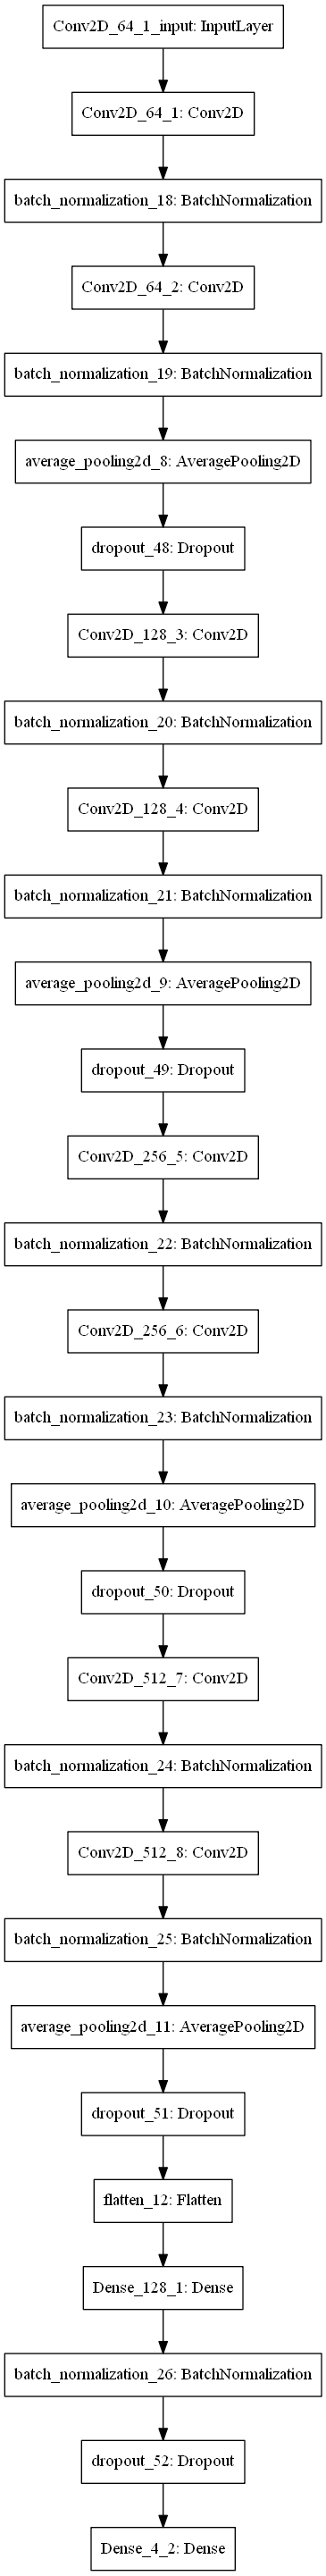 Conv2D_64_1_input: InputLayer
Conv2D_64_1: Conv2D
batch_normalization_18: BatchNormalization
Conv2D_64_2: Conv2D
batch_normalization_19: BatchNormalization
average_pooling2d_8: AveragePooling2D
dropout_48: Dropout
Conv2D_128_3: Conv2D
batch_normalization_20: BatchNormalization
Conv2D_128_4: Conv2D
batch_normalization_21: BatchNormalization
average_pooling2d_9: AveragePooling2D
dropout_49: Dropout
Conv2D_256_5: Conv2D
batch_normalization_22: BatchNormalization
Conv2D_256_6: Conv2D
batch_normalization_23: BatchNormalization
average_pooling2d_10: AveragePooling2D
dropout_50: Dropout
Conv2D_512_7: Conv2D
batch_normalization_24: BatchNormalization
Conv2D_512_8: Conv2D
batch_normalization_25: BatchNormalization
average_pooling2d_11: AveragePooling2D
dropout_51: Dropout
flatten_12: Flatten
Dense_128_1: Dense
batch_normalization_26: BatchNormalization
dropout_52: Dropout
Dense_4_2: Dense